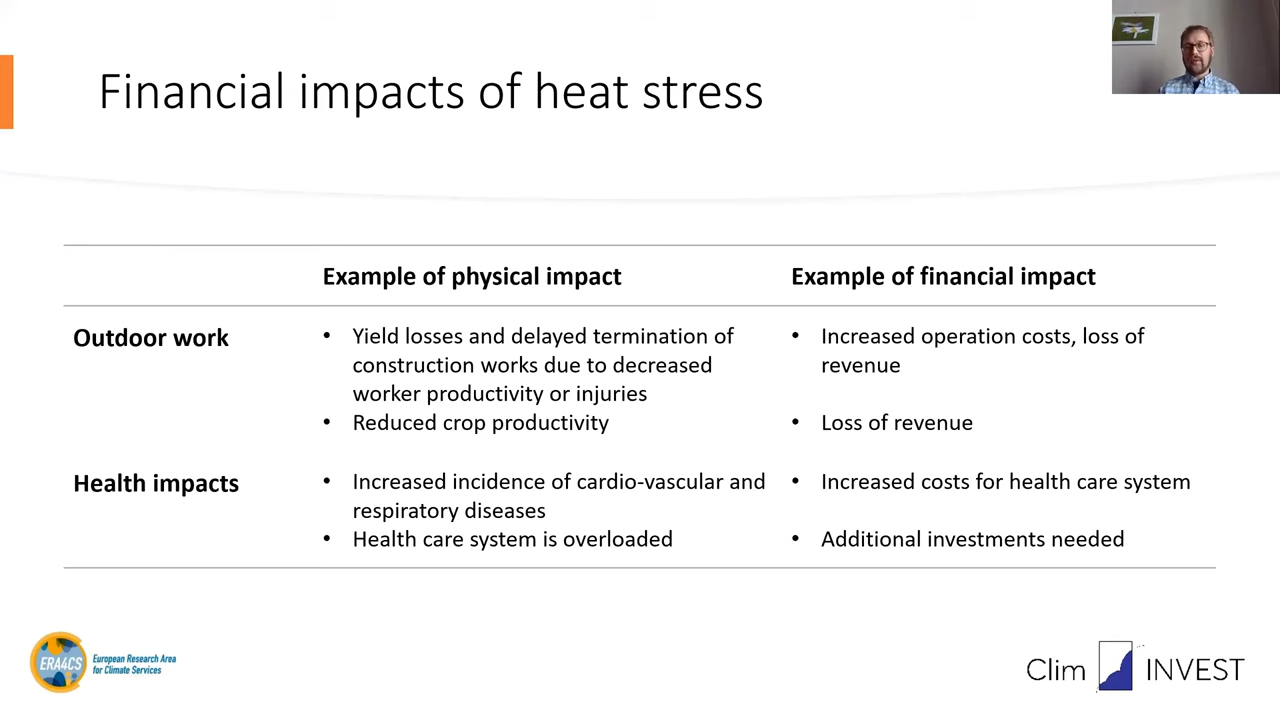 Financial impacts of heat stress
Example of physical impact
Example of financial impact
Outdoor work
• Yield losses and delayed termination of
construction works due to decreased
worker productivity or injuries
• Reduced crop productivity
• Increased operation costs, loss of
revenue
• Loss of revenue
Health impacts
• Increased incidence of cardio-vascular and
respiratory diseases
• Health care system is overloaded
• Increased costs for health care system
• Additional investments needed
ERA4CS
European Research Area
for Climate Services
Clim INVEST